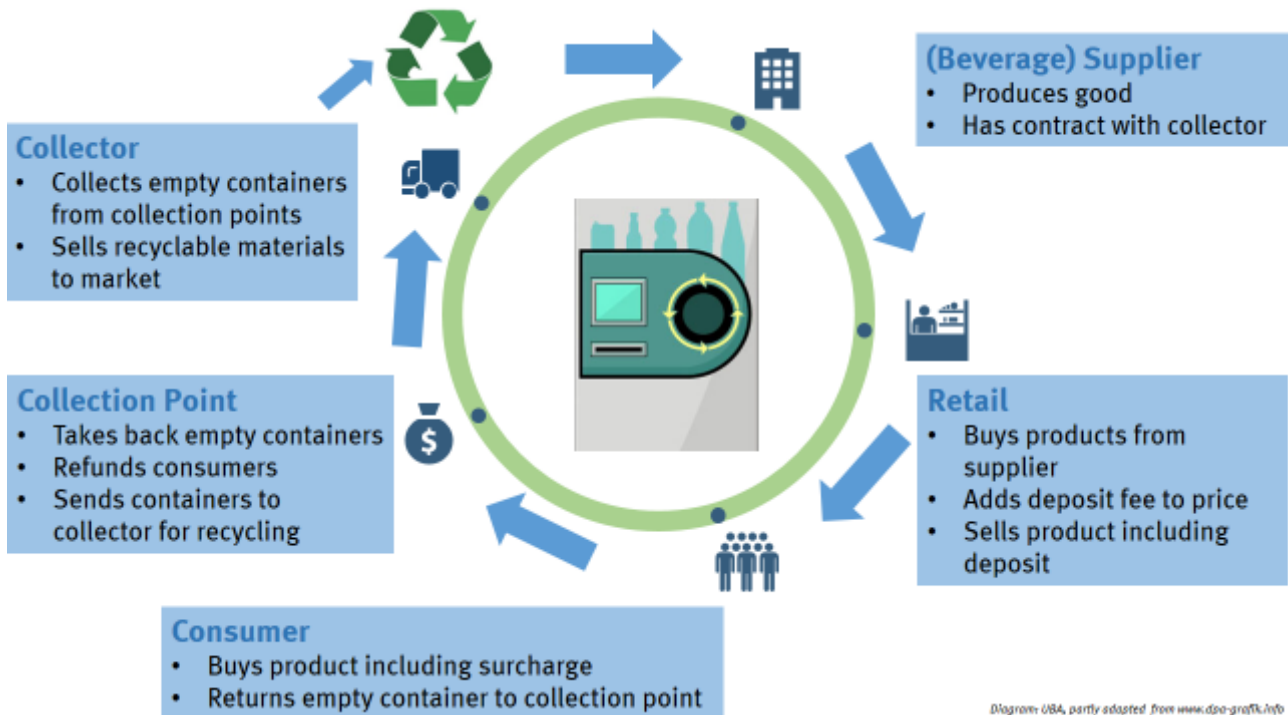 (Beverage) Supplier
• Produces good
• Has contract with collector
Collector
• Collects empty containers
from collection points
• Sells recyclable materials
to market
Collection Point
• Takes back empty containers
• Refunds consumers
• Sends containers to
collector for recycling
$
Retail
• Buys products from
supplier
• Adds deposit fee to price
• Sells product including
deposit
Consumer
• Buys product including surcharge
• Returns empty container to collection point
Diagram: UBA, partly adapted from www.dpa-grafik.info